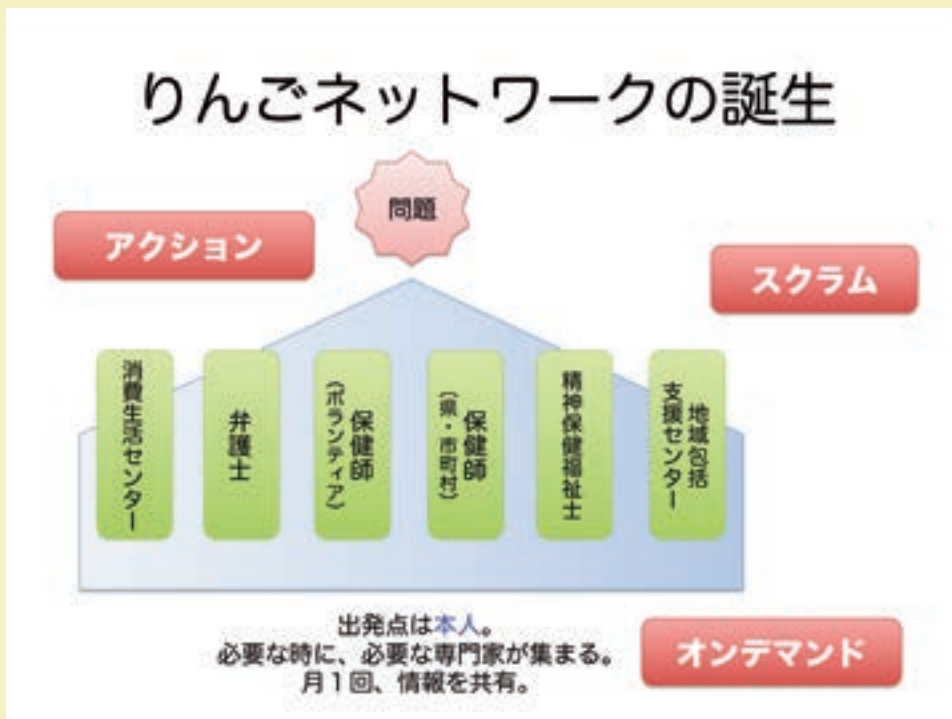 りんごネットワークの誕生
問題
アクション
スクラム
消費生活センター
弁護士
保健師
（ボランティア）
保健師
（県・市町村）
精神保健福祉士
地域包括
支援センター
出発点は本人。
必要な時に、必要な専門家が集まる。
月１回、情報を共有。
オンデマンド